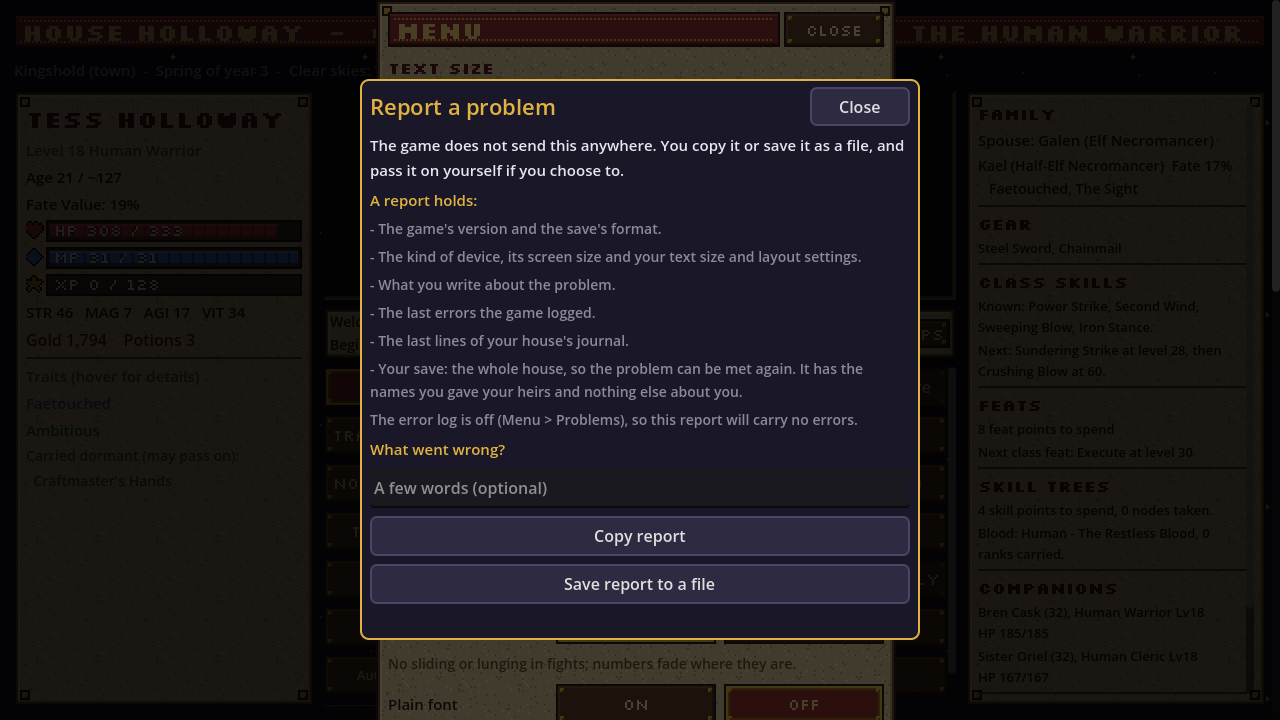 HOUSE HOLLOWAY -
THE HUMAN WARRIOR
MENU
CLOSE
Kingshold (town) - Spring of year 3 - Clear skies
TEXT SIZE
Report a problem
Close
The game does not send this anywhere. You copy it or save it as a file, and
pass it on yourself if you choose to.
A report holds:
- The game's version and the save's format.
- The kind of device, its screen size and your text size and layout settings.
- What you write about the problem.
- The last errors the game logged.
- The last lines of your house's journal.
- Your save: the whole house, so the problem can be met again. It has the
names you gave your heirs and nothing else about you.
The error log is off (Menu > Problems), so this report will carry no errors.
What went wrong?
A few words (optional)
Copy report
Save report to a file
No sliding or lunging in fights; numbers fade where they are.
Plain font
ON
OFF
TESS HOLLOWAY
Level 18 Human Warrior
Age 21 / ~127
Fate Value: 19%
HP 308 / 333
MP 31 / 31
XP 0 / 128
STR 46 MAG 7 AGI 17 VIT 34
Gold 1,794 Potions 3
Traits (hover for details)
Faetouched
Ambitious
Carried dormant (may pass on):
Craftmaster's Hands
FAMILY
Spouse: Galen (Elf Necromancer)
Kael (Half-Elf Necromancer) Fate 17%
Faetouched, The Sight
GEAR
Steel Sword, Chainmail
CLASS SKILLS
Known: Power Strike, Second Wind,
Sweeping Blow, Iron Stance.
Next: Sundering Strike at level 28, then
Crushing Blow at 60.
FEATS
8 feat points to spend
Next class feat: Execute at level 30
SKILL TREES
4 skill points to spend, 0 nodes taken.
Blood: Human - The Restless Blood, 0
ranks carried.
COMPANIONS
Bren Cask (32), Human Warrior Lv18
HP 185/185
Sister Oriel (32), Human Cleric Lv18
HP 167/167